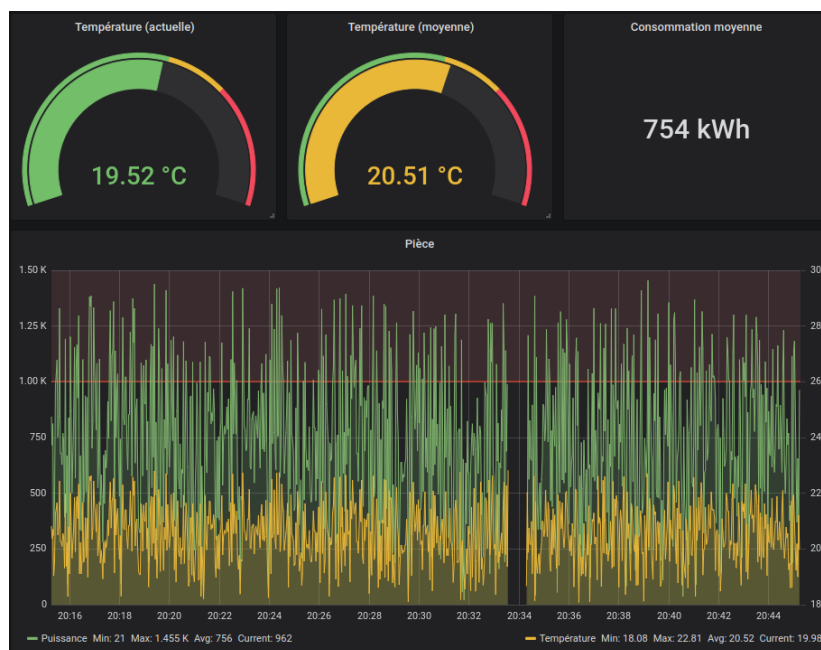 Température (actuelle) Température (moyenne) Consommation moyenne
19.52 °C 20.51 °C 754 kWh
Pièce
1.50 K 30
1.25 K 28
1.00 K 26
750 24
500 22
250 20
0 18
20:16 20:18 20:20 20:22 20:24 20:26 20:28 20:30 20:32 20:34 20:36 20:38 20:40 20:42 20:44
Puissance Min: 21 Max: 1.455 K Avg: 756 Current: 962 Température Min: 18.08 Max: 22.81 Avg: 20.52 Current: 19.98